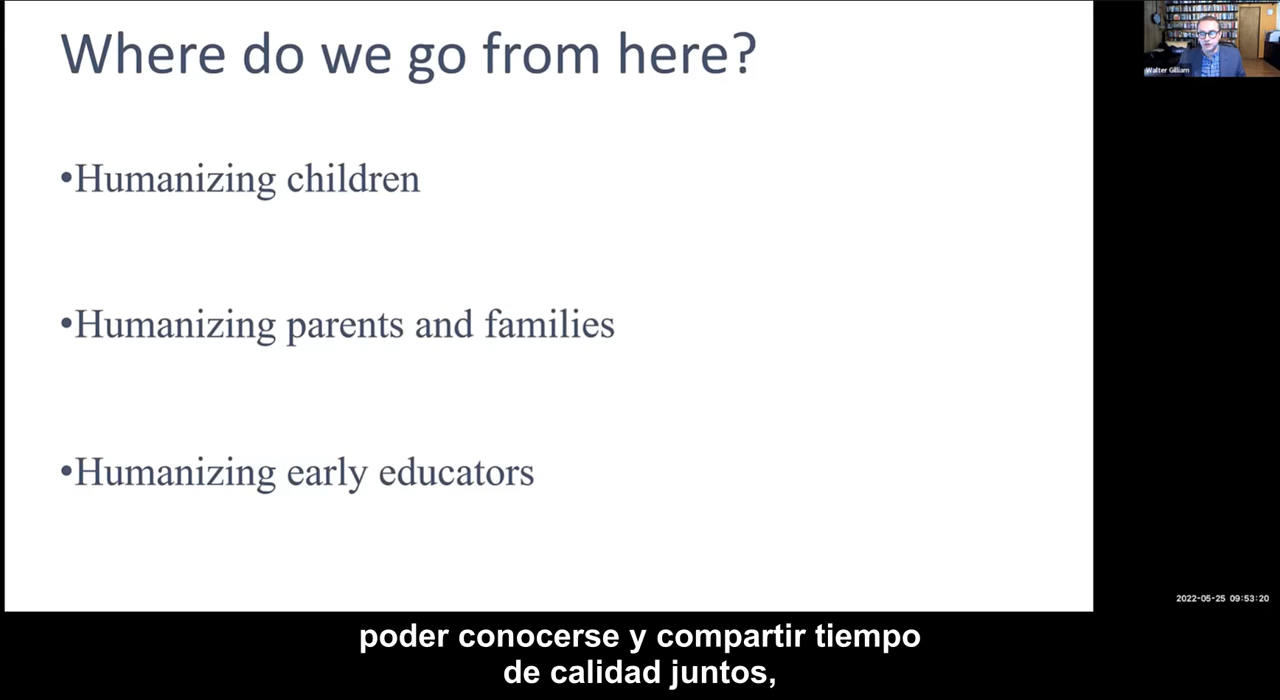 Where do we go from here?
•Humanizing children
•Humanizing parents and families
•Humanizing early educators
Walter Gilliam
2022-05-25 09:53:20
poder conocerse y compartir tiempo
de calidad juntos,